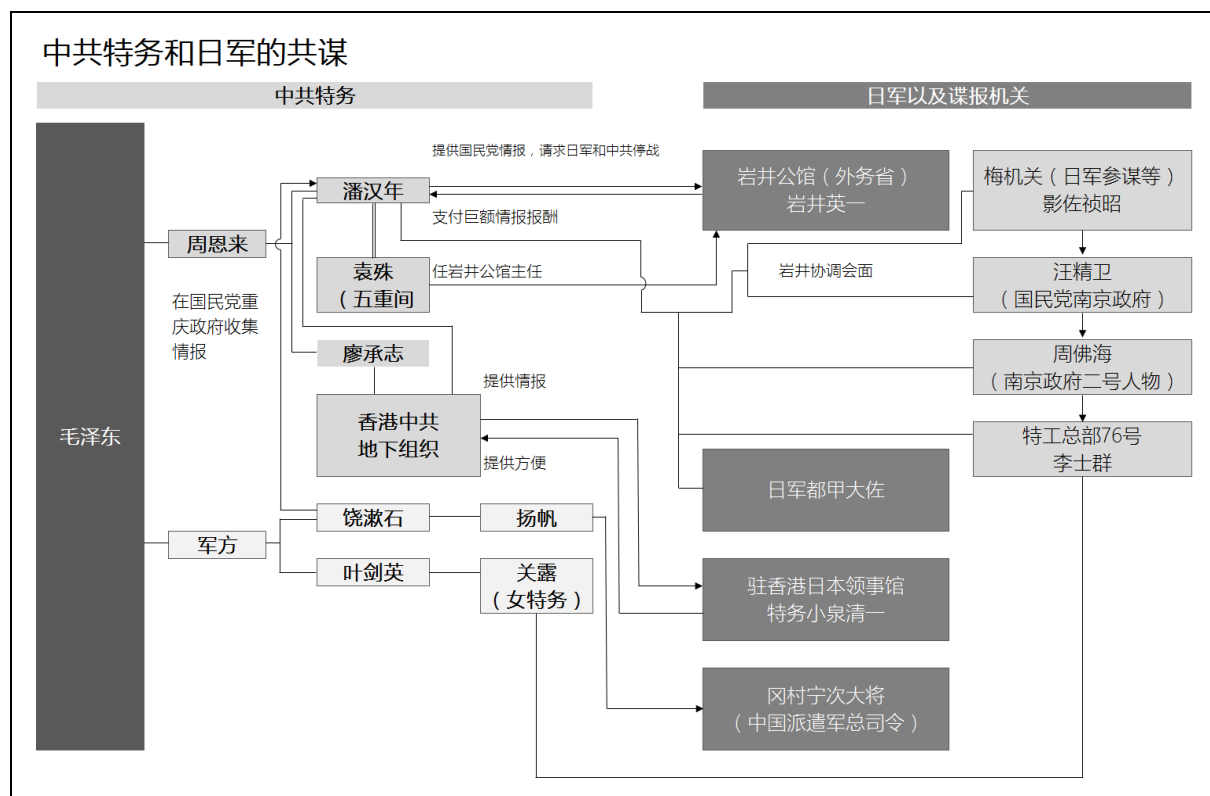 中共特务和日军的共谋
中共特务
日军以及谍报机关
毛泽东
周恩来
在国民党重
庆政府收集
情报
军方
潘汉年
袁殊
（五重间
廖承志
香港中共
地下组织
饶漱石
扬帆
叶剑英
关露
（女特务）
提供国民党情报，请求日军和中共停战
支付巨额情报报酬
任岩井公馆主任
提供情报
提供方便
岩井协调会面
岩井公馆（外务省）
岩井英一
梅机关（日军参谋等）
影佐祯昭
汪精卫
（国民党南京政府）
周佛海
（南京政府二号人物）
特工总部76号
李士群
日军都甲大佐
驻香港日本领事馆
特务小泉清一
冈村宁次大将
（中国派遣军总司令）